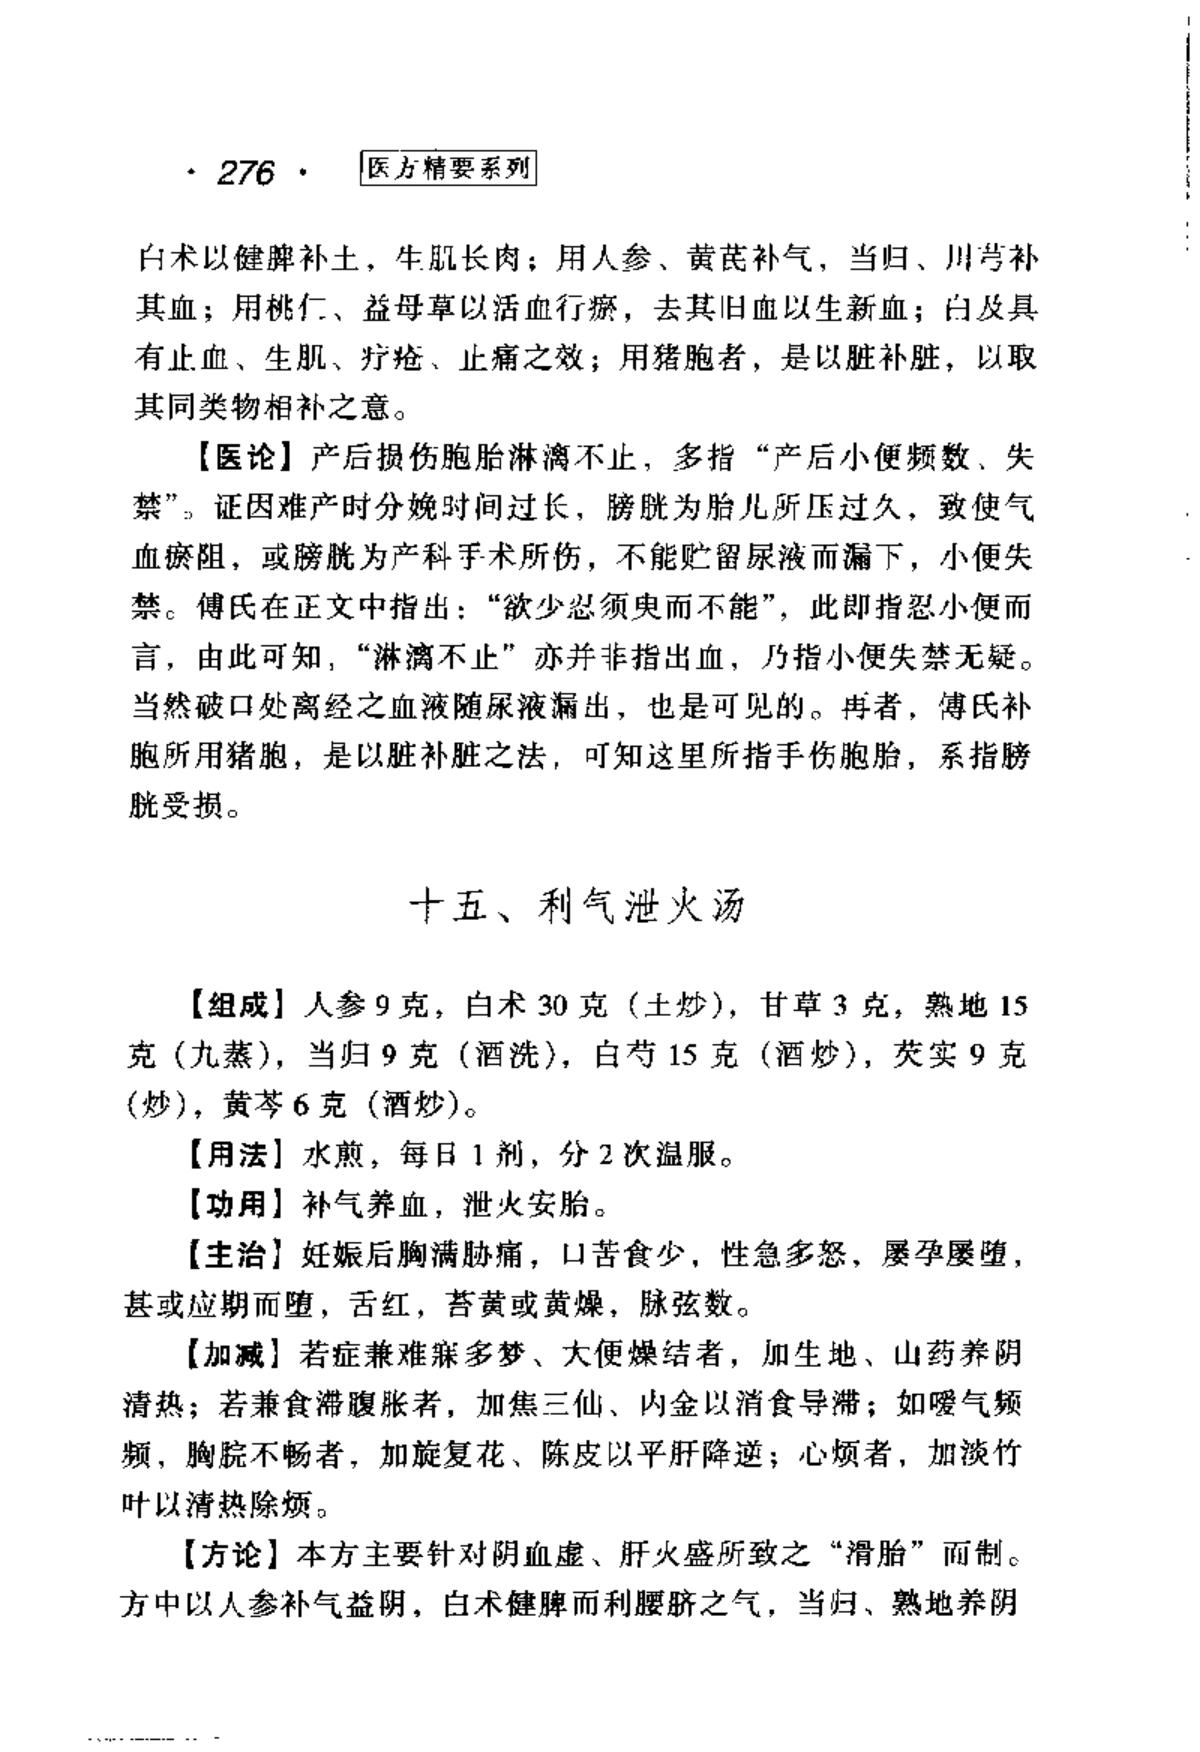 · 276 · 医方精要系列
白术以健脾补土，生肌长肉；用人参、黄芪补气，当归、川芎补
其血；用桃仁、益母草以活血行瘀，去其旧血以生新血；白及具
有止血、生肌、疗疮、止痛之效；用猪胞者，是以脏补脏，以取
其同类物相补之意。
【医论】产后损伤胞胎淋漓不止，多指“产后小便频数、失
禁”。证因难产时分娩时间过长，膀胱为胎儿所压过久，致使气
血瘀阻，或膀胱为产科手术所伤，不能贮留尿液而漏下，小便失
禁。傅氏在正文中指出：“欲少忍须臾而不能”，此即指忍小便而
言，由此可知，“淋漓不止”亦并非指出血，乃指小便失禁无疑。
当然破口处离经之血液随尿液漏出，也是可见的。再者，傅氏补
胞所用猪胞，是以脏补脏之法，可知这里所指手伤胞胎，系指膀
胱受损。
十五、利气泄火汤
【组成】人参 9 克，白术 30 克（土炒），甘草 3 克，熟地 15
克（九蒸），当归 9 克（酒洗），白芍 15 克（酒炒），芡实 9 克
（炒），黄芩 6 克（酒炒）。
【用法】水煎，每日 1 剂，分 2 次温服。
【功用】补气养血，泄火安胎。
【主治】妊娠后胸满胁痛，口苦食少，性急多怒，屡孕屡堕，
甚或应期而堕，舌红，苔黄或黄燥，脉弦数。
【加减】若症兼难寐多梦、大便燥结者，加生地、山药养阴
清热；若兼食滞腹胀者，加焦三仙、内金以消食导滞；如嗳气频
频，胸脘不畅者，加旋复花、陈皮以平肝降逆；心烦者，加淡竹
叶以清热除烦。
【方论】本方主要针对阴血虚、肝火盛所致之“滑胎”而制。
方中以人参补气益阴，白术健脾而利腰脐之气，当归、熟地养阴